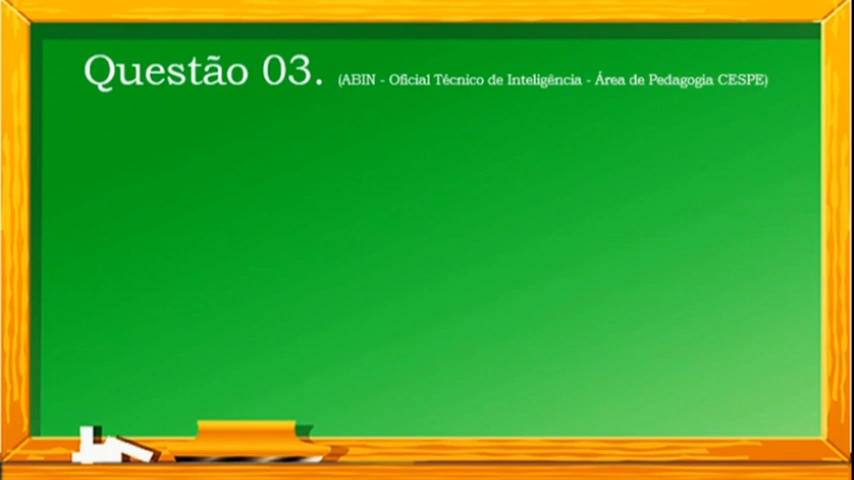 Questão 03. (ABIN - Oficial Técnico de Inteligência - Área de Pedagogia CESPE)